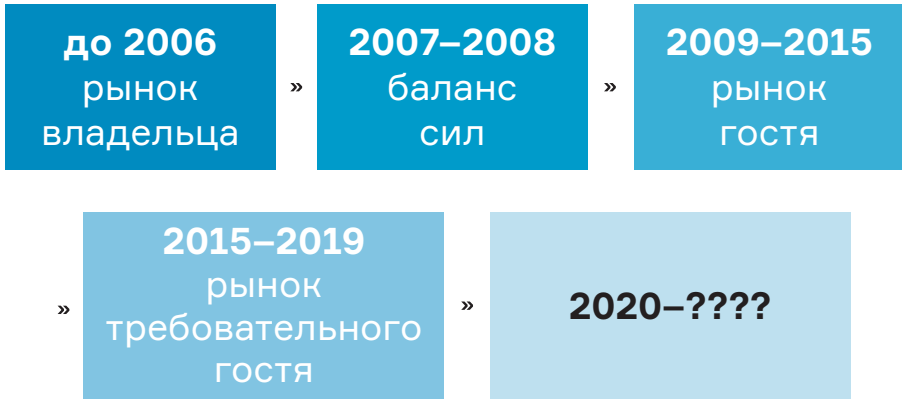 до 2006
рынок
владельца
»
2007–2008
баланс
сил
»
2009–2015
рынок
гостя
»
2015–2019
рынок
требовательного
гостя
»
2020–????